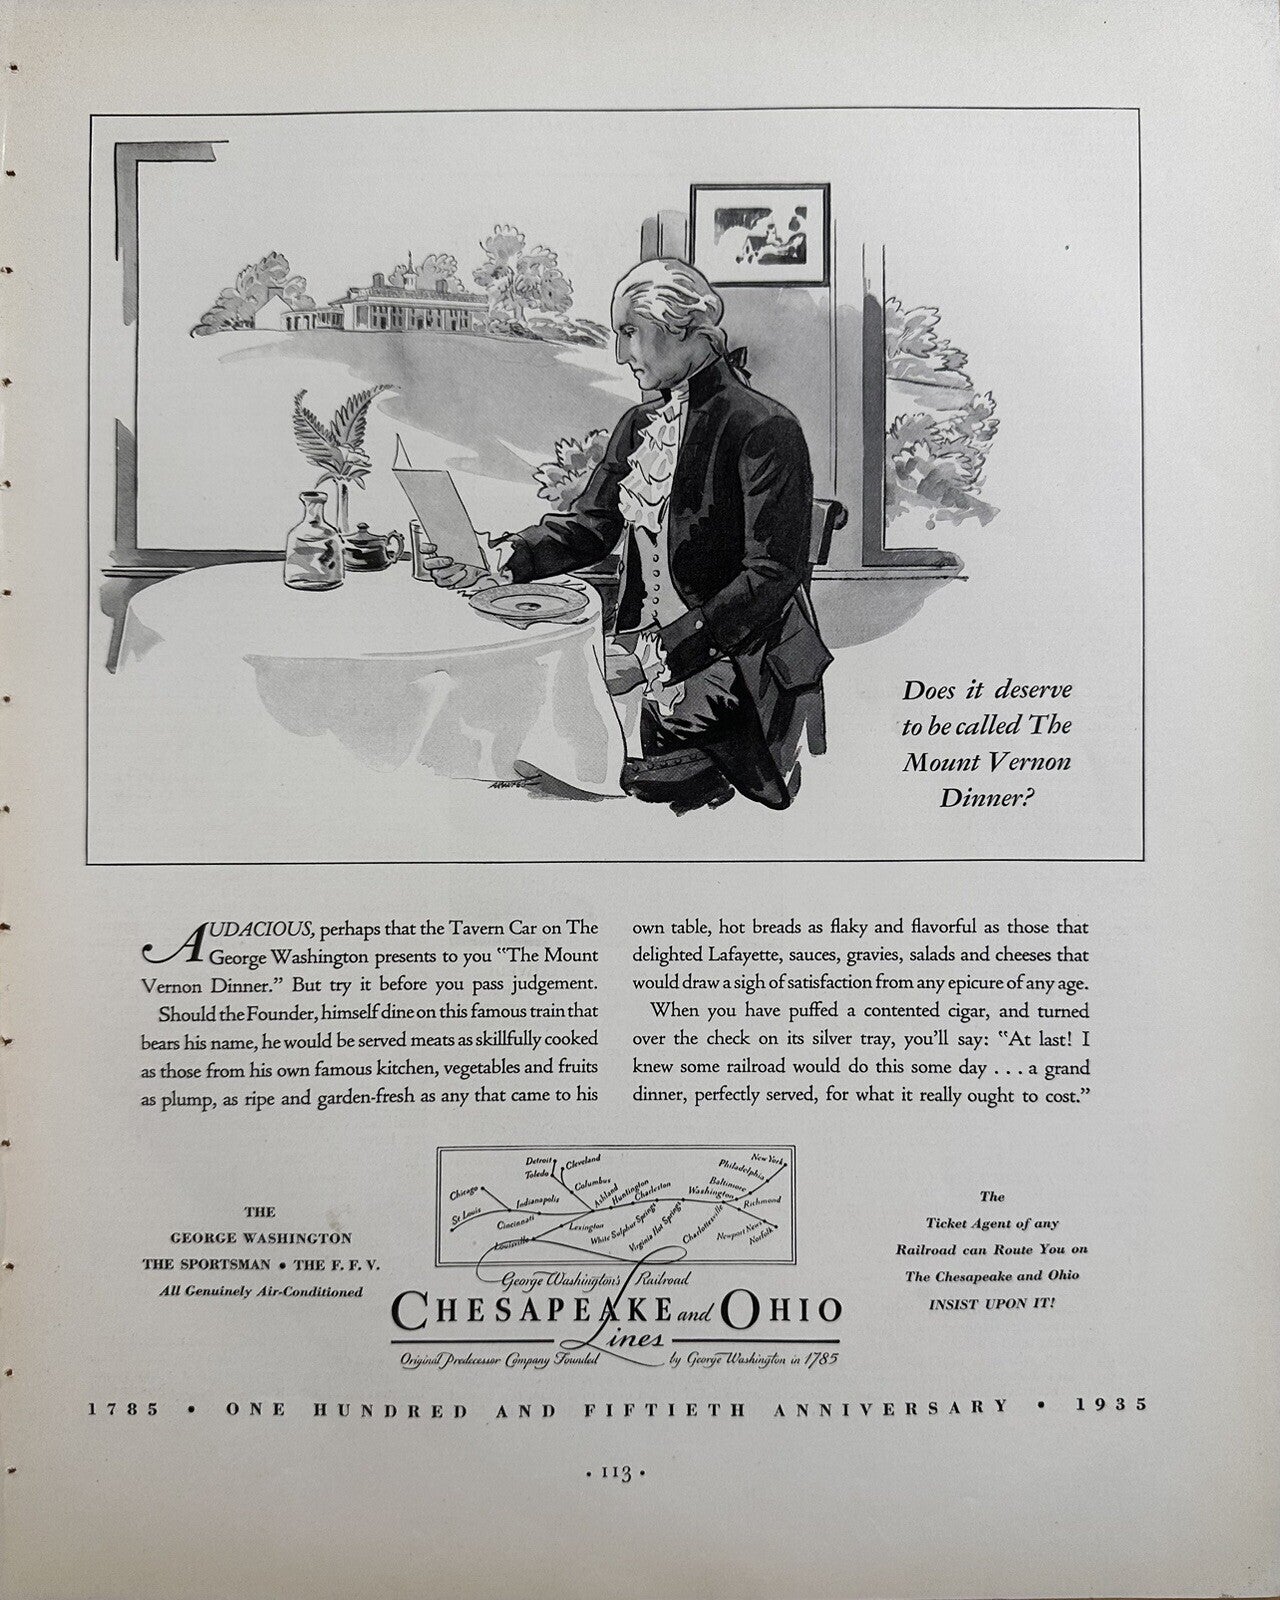 Does it deserve
to be called The
Mount Vernon
Dinner?
AUDACIOUS, perhaps that the Tavern Car on The
George Washington presents to you "The Mount
Vernon Dinner." But try it before you pass judgement.
Should the Founder, himself dine on this famous train that
bears his name, he would be served meats as skillfully cooked
as those from his own famous kitchen, vegetables and fruits
as plump, as ripe and garden-fresh as any that came to his
own table, hot breads as flaky and flavorful as those that
delighted Lafayette, sauces, gravies, salads and cheeses that
would draw a sigh of satisfaction from any epicure of any age.
When you have puffed a contented cigar, and turned
over the check on its silver tray, you'll say: "At last! I
knew some railroad would do this some day . . . a grand
dinner, perfectly served, for what it really ought to cost."
THE
GEORGE WASHINGTON
THE SPORTSMAN • THE F. F. V.
All Genuinely Air-Conditioned
Detroit
Cleveland
Toledo
Chicago
Columbus
Indianapolis
Ashland
Huntington
Charleston
St Louis
Cincinnati
Lexington
Louisville
White Sulphur Springs
Virginia Hot Springs
Charlottesville
Washington
Baltimore
Philadelphia
New York
Richmond
Newport News
Norfolk
George Washington's Railroad
CHESAPEAKE and OHIO
Lines
Original Predecessor Company Founded by George Washington in 1785
The
Ticket Agent of any
Railroad can Route You on
The Chesapeake and Ohio
INSIST UPON IT!
1785 • ONE HUNDRED AND FIFTIETH ANNIVERSARY • 1935
• 113 •